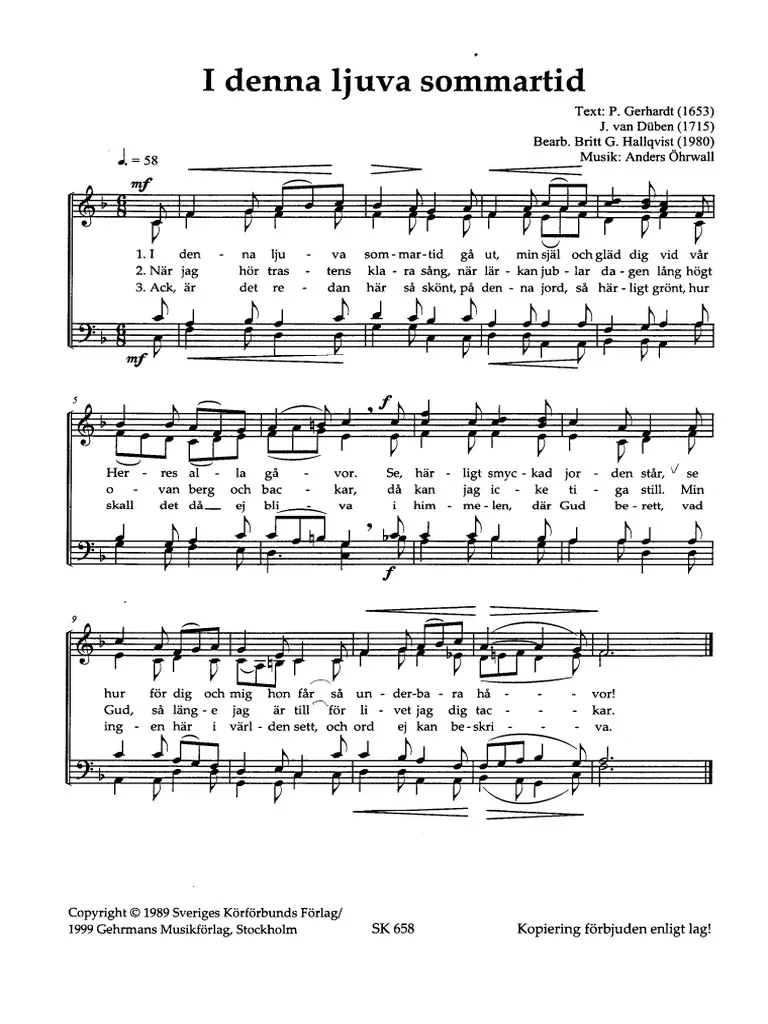 I denna ljuva sommartid
Text: P. Gerhardt (1653)
J. van Düben (1715)
Bearb. Britt G. Hallqvist (1980)
Musik: Anders Öhrwall
♩. = 58
mf
1. I den - na lju - va som-mar-tid gå ut, min själ och gläd dig vid vår
2. När jag hör tras - tens kla - ra sång, när lär - kan jub - lar da - gen lång högt
3. Ack, är det re - dan här så skönt, på den - na jord, så här - ligt grönt, hur
mf
5
f
Her - res al - la gå - vor. Se, här - ligt smyc - kad jor - den står, se
o - van berg och bac - kar, då kan jag ic - ke ti - ga still. Min
skall det då ej bli - va i him - me - len, där Gud be - rett, vad
f
9
hur för dig och mig hon får så un - der-ba - ra hå - - - vor!
Gud, så läng - e jag är till för li - vet jag dig tac - - - kar.
ing - en här i värl - den sett, och ord ej kan be - skri - - - va.
Copyright © 1989 Sveriges Körförbunds Förlag/
1999 Gehrmans Musikförlag, Stockholm SK 658 Kopiering förbjuden enligt lag!